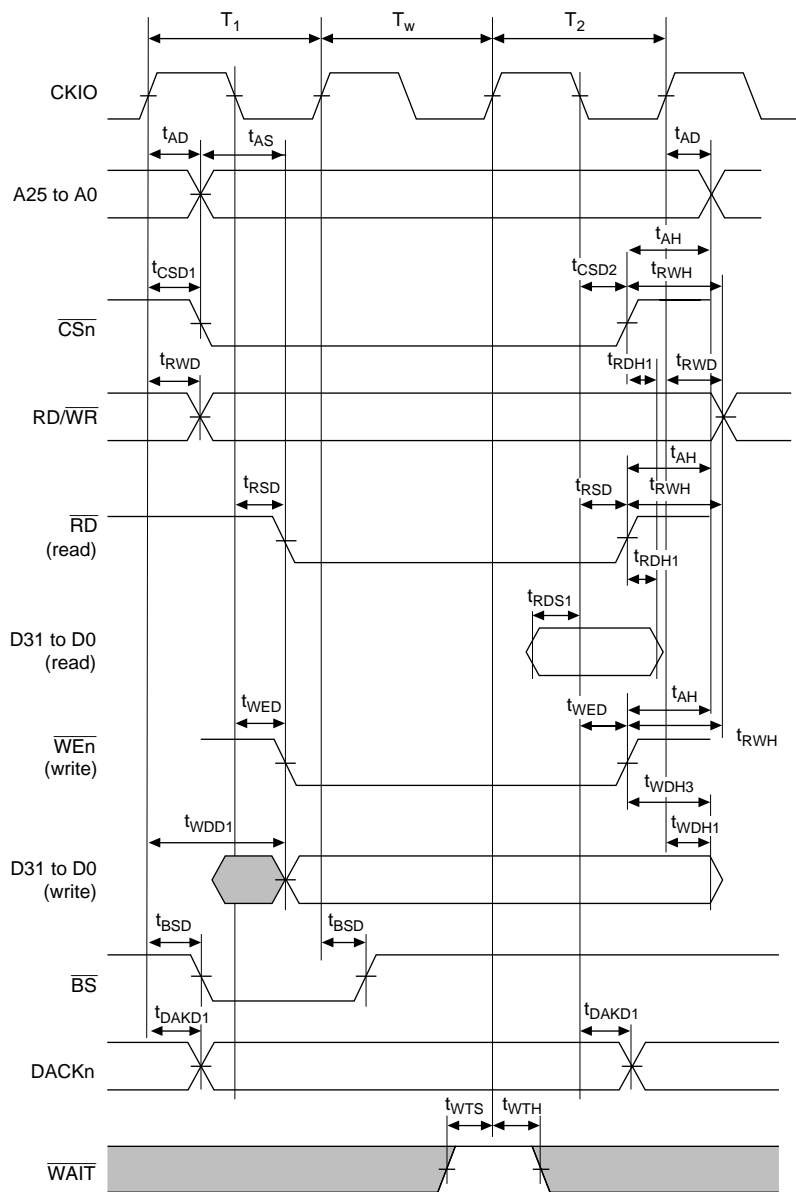 T1 Tw T2
CKIO
tAD tAS tAD
A25 to A0
tAH
tCSD1 tCSD2 tRWH
CSn
tRWD tRDH1 tRWD
RD/WR
tAH
tRSD tRSD tRWH
RD
(read)
tRDH1
tRDS1
D31 to D0
(read)
tAH
tWED tWED
tRWH
WEn
(write)
tWDH3
tWDD1 tWDH1
D31 to D0
(write)
tBSD tBSD
BS
tDAKD1 tDAKD1
DACKn
tWTS tWTH
WAIT